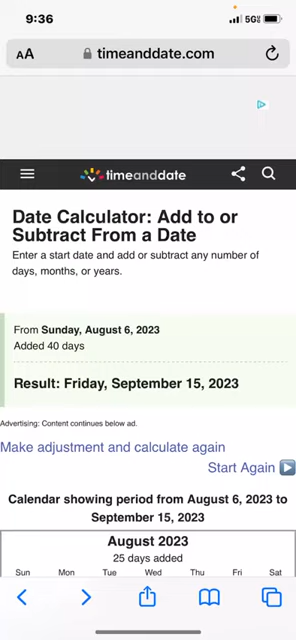 9:36
5G
AA
timeanddate.com
timeanddate
Date Calculator: Add to or
Subtract From a Date
Enter a start date and add or subtract any number of
days, months, or years.
From Sunday, August 6, 2023
Added 40 days
Result: Friday, September 15, 2023
Advertising: Content continues below ad.
Make adjustment and calculate again
Start Again
Calendar showing period from August 6, 2023 to
September 15, 2023
August 2023
25 days added
Sun Mon Tue Wed Thu Fri Sat